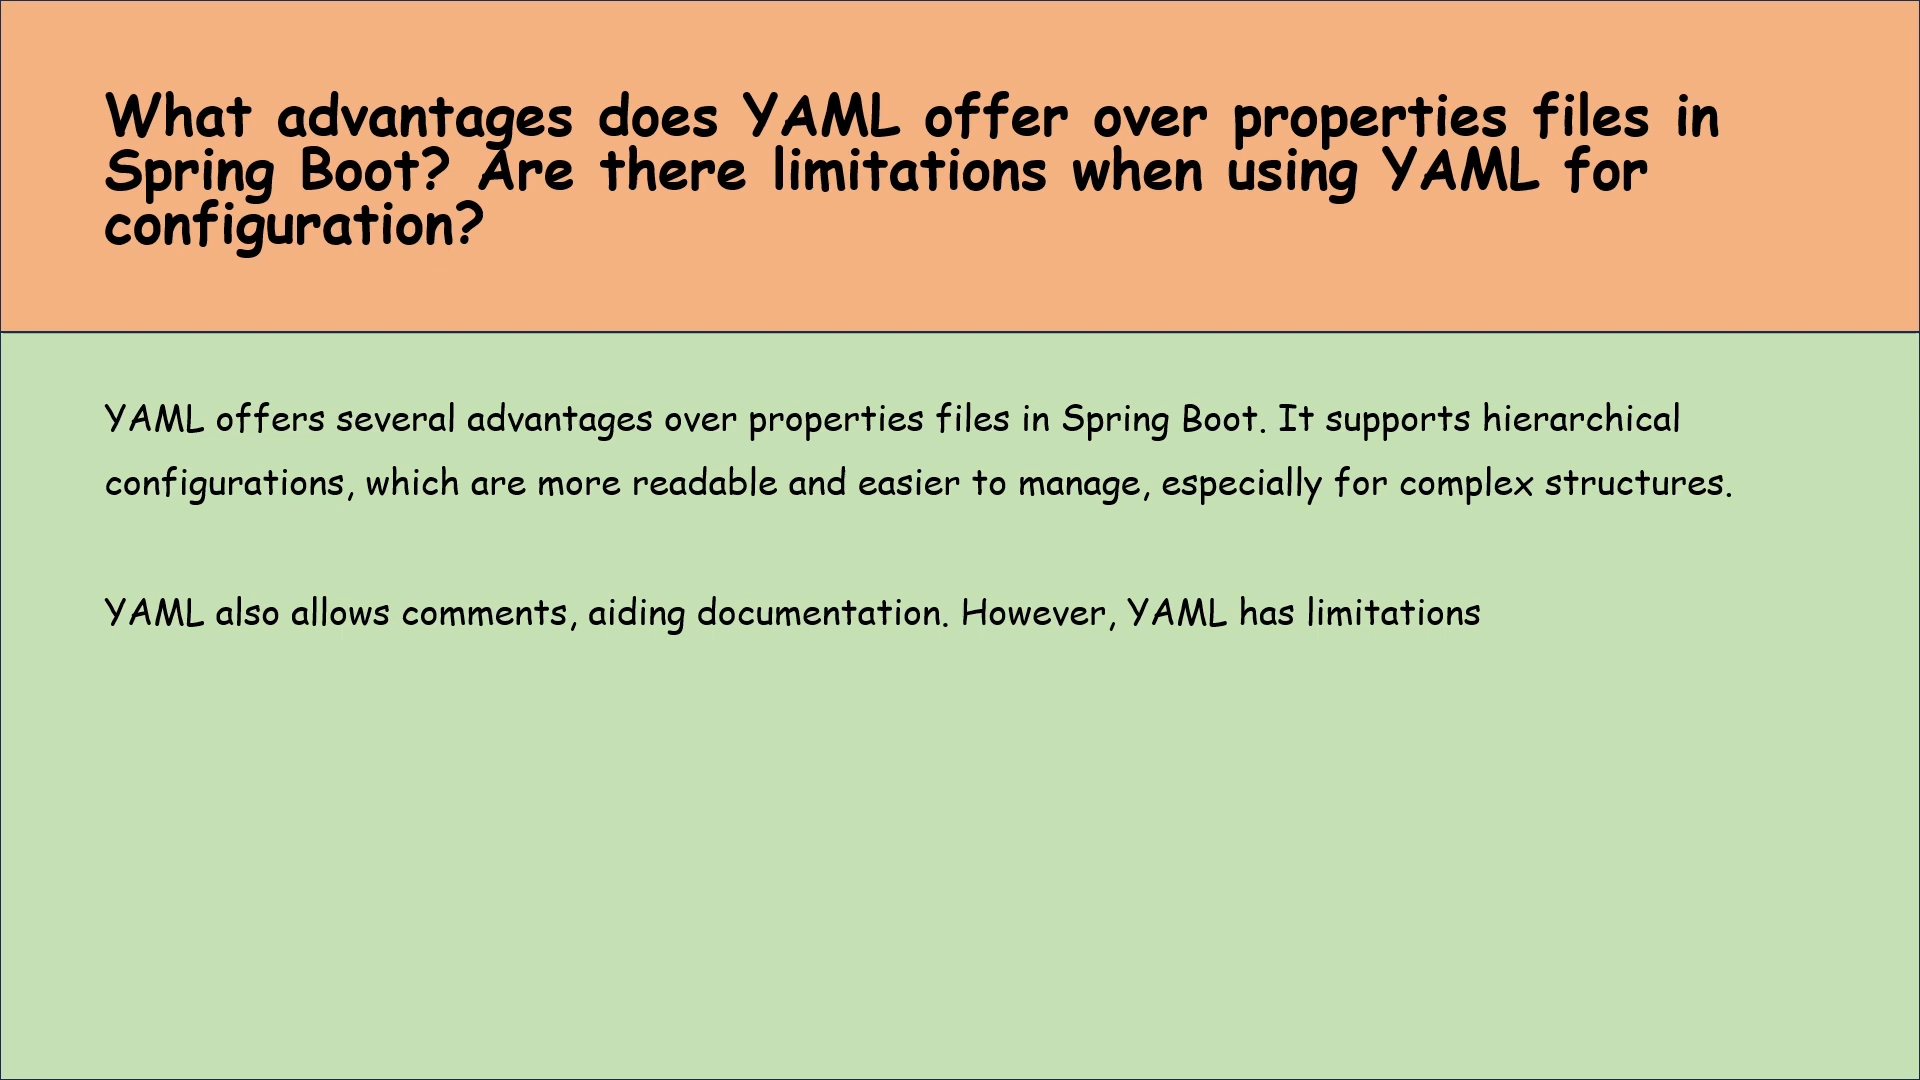 What advantages does YAML offer over properties files in
Spring Boot? Are there limitations when using YAML for
configuration?
YAML offers several advantages over properties files in Spring Boot. It supports hierarchical
configurations, which are more readable and easier to manage, especially for complex structures.
YAML also allows comments, aiding documentation. However, YAML has limitations